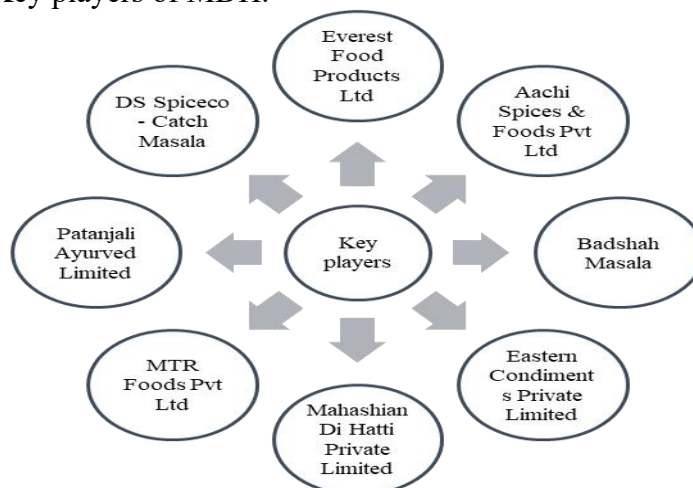 Key players of MDH:
Everest
Food
Products
Ltd
Aachi
Spices &
Foods Pvt
Ltd
Badshah
Masala
Eastern
Condiment
s Private
Limited
Mahashian
Di Hatti
Private
Limited
MTR
Foods Pvt
Ltd
Patanjali
Ayurved
Limited
DS Spiceco
- Catch
Masala
Key
players